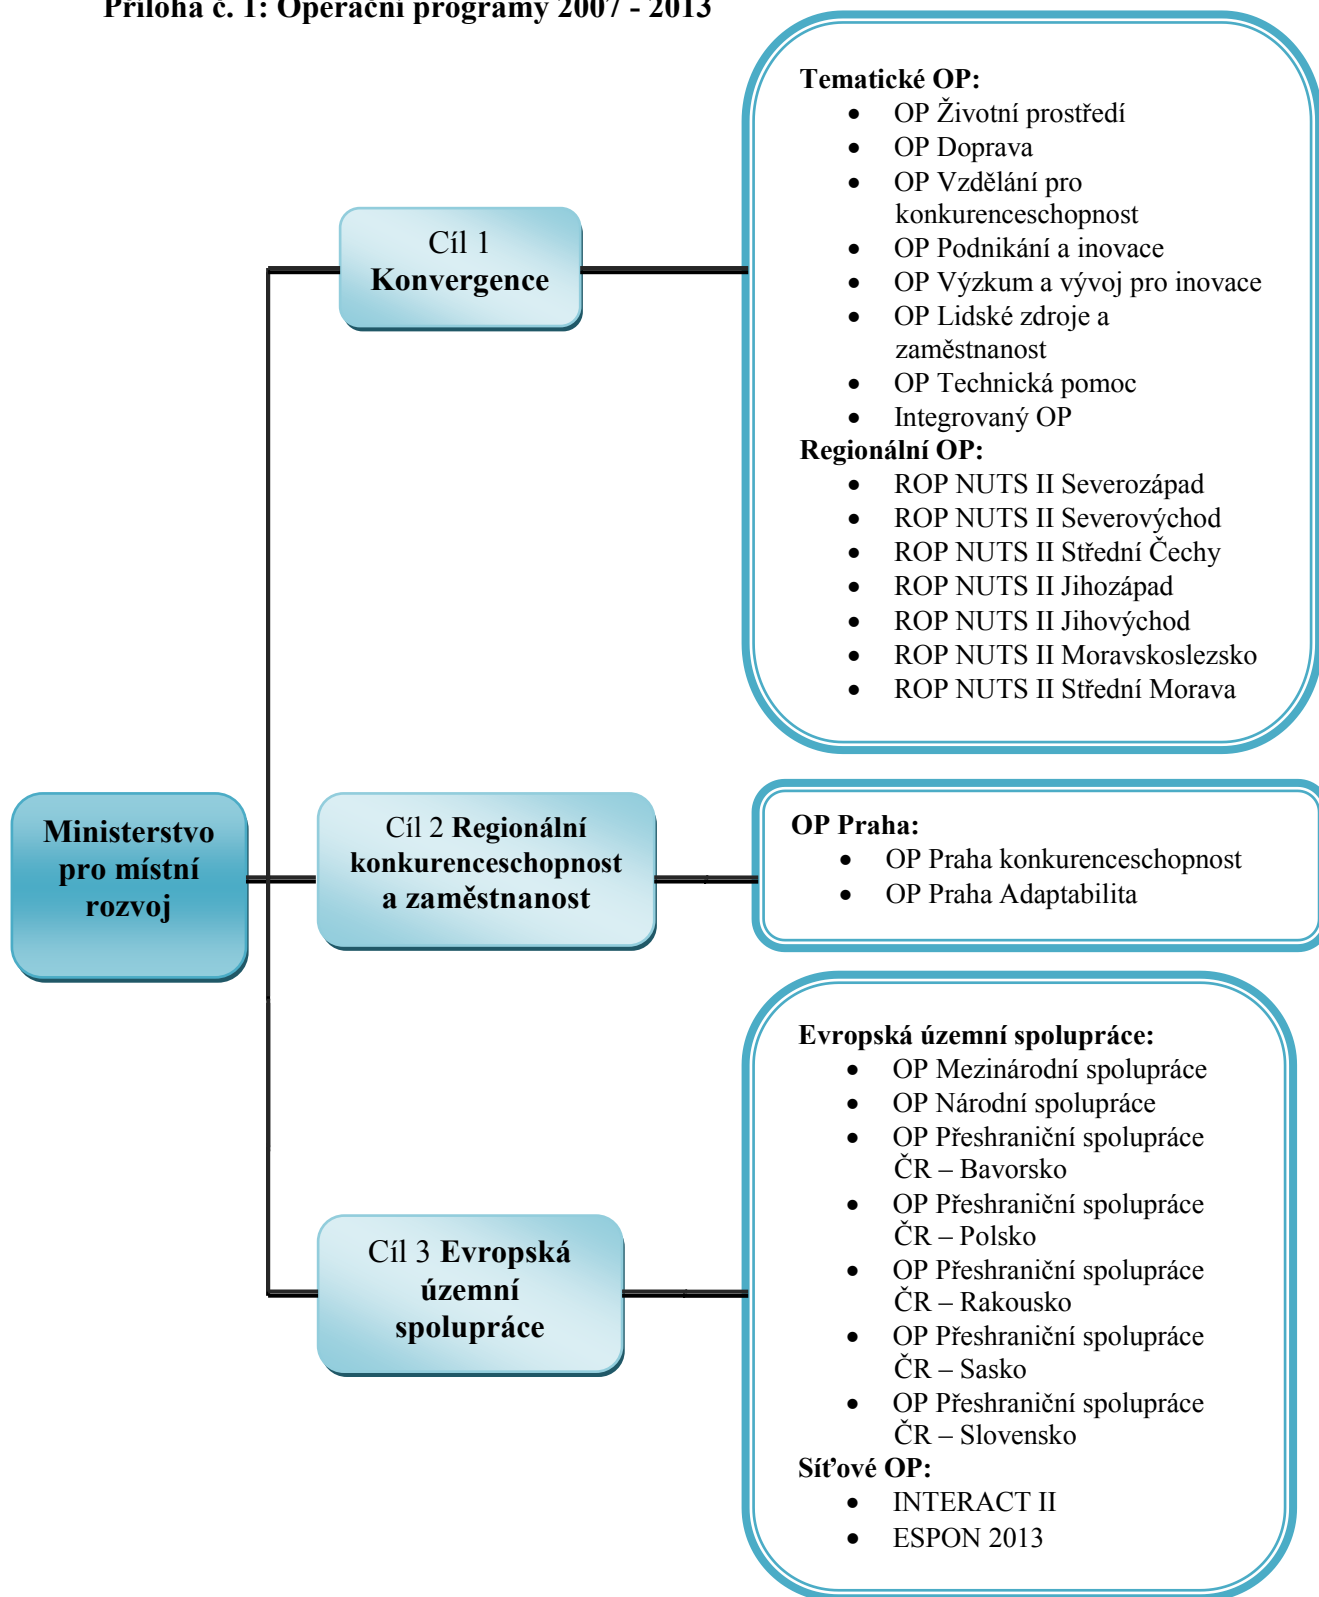 Příloha č. 1: Operační programy 2007 - 2013
Tematické OP:
• OP Životní prostředí
• OP Doprava
• OP Vzdělání pro
konkurenceschopnost
• OP Podnikání a inovace
• OP Výzkum a vývoj pro inovace
• OP Lidské zdroje a
zaměstnanost
• OP Technická pomoc
• Integrovaný OP
Regionální OP:
• ROP NUTS II Severozápad
• ROP NUTS II Severovýchod
• ROP NUTS II Střední Čechy
• ROP NUTS II Jihozápad
• ROP NUTS II Jihovýchod
• ROP NUTS II Moravskoslezsko
• ROP NUTS II Střední Morava
Cíl 1
Konvergence
Ministerstvo
pro místní
rozvoj
Cíl 2 Regionální
konkurenceschopnost
a zaměstnanost
OP Praha:
• OP Praha konkurenceschopnost
• OP Praha Adaptabilita
Cíl 3 Evropská
územní
spolupráce
Evropská územní spolupráce:
• OP Mezinárodní spolupráce
• OP Národní spolupráce
• OP Přeshraniční spolupráce
ČR – Bavorsko
• OP Přeshraniční spolupráce
ČR – Polsko
• OP Přeshraniční spolupráce
ČR – Rakousko
• OP Přeshraniční spolupráce
ČR – Sasko
• OP Přeshraniční spolupráce
ČR – Slovensko
Síťové OP:
• INTERACT II
• ESPON 2013